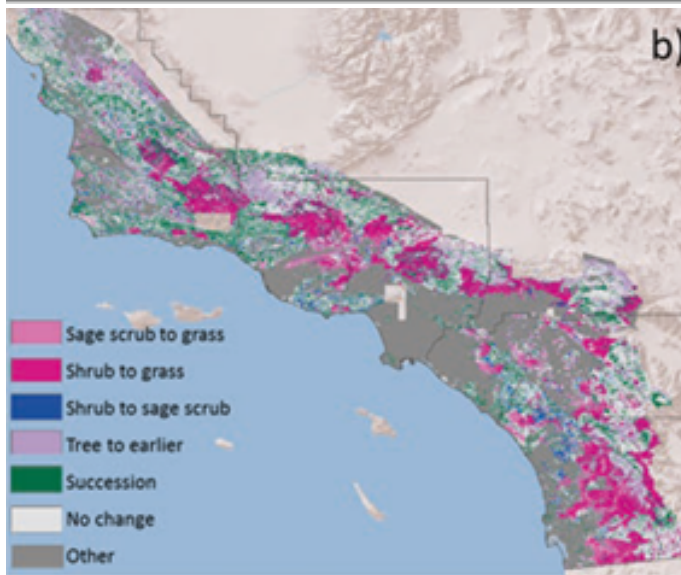 b)
Sage scrub to grass
Shrub to grass
Shrub to sage scrub
Tree to earlier
Succession
No change
Other